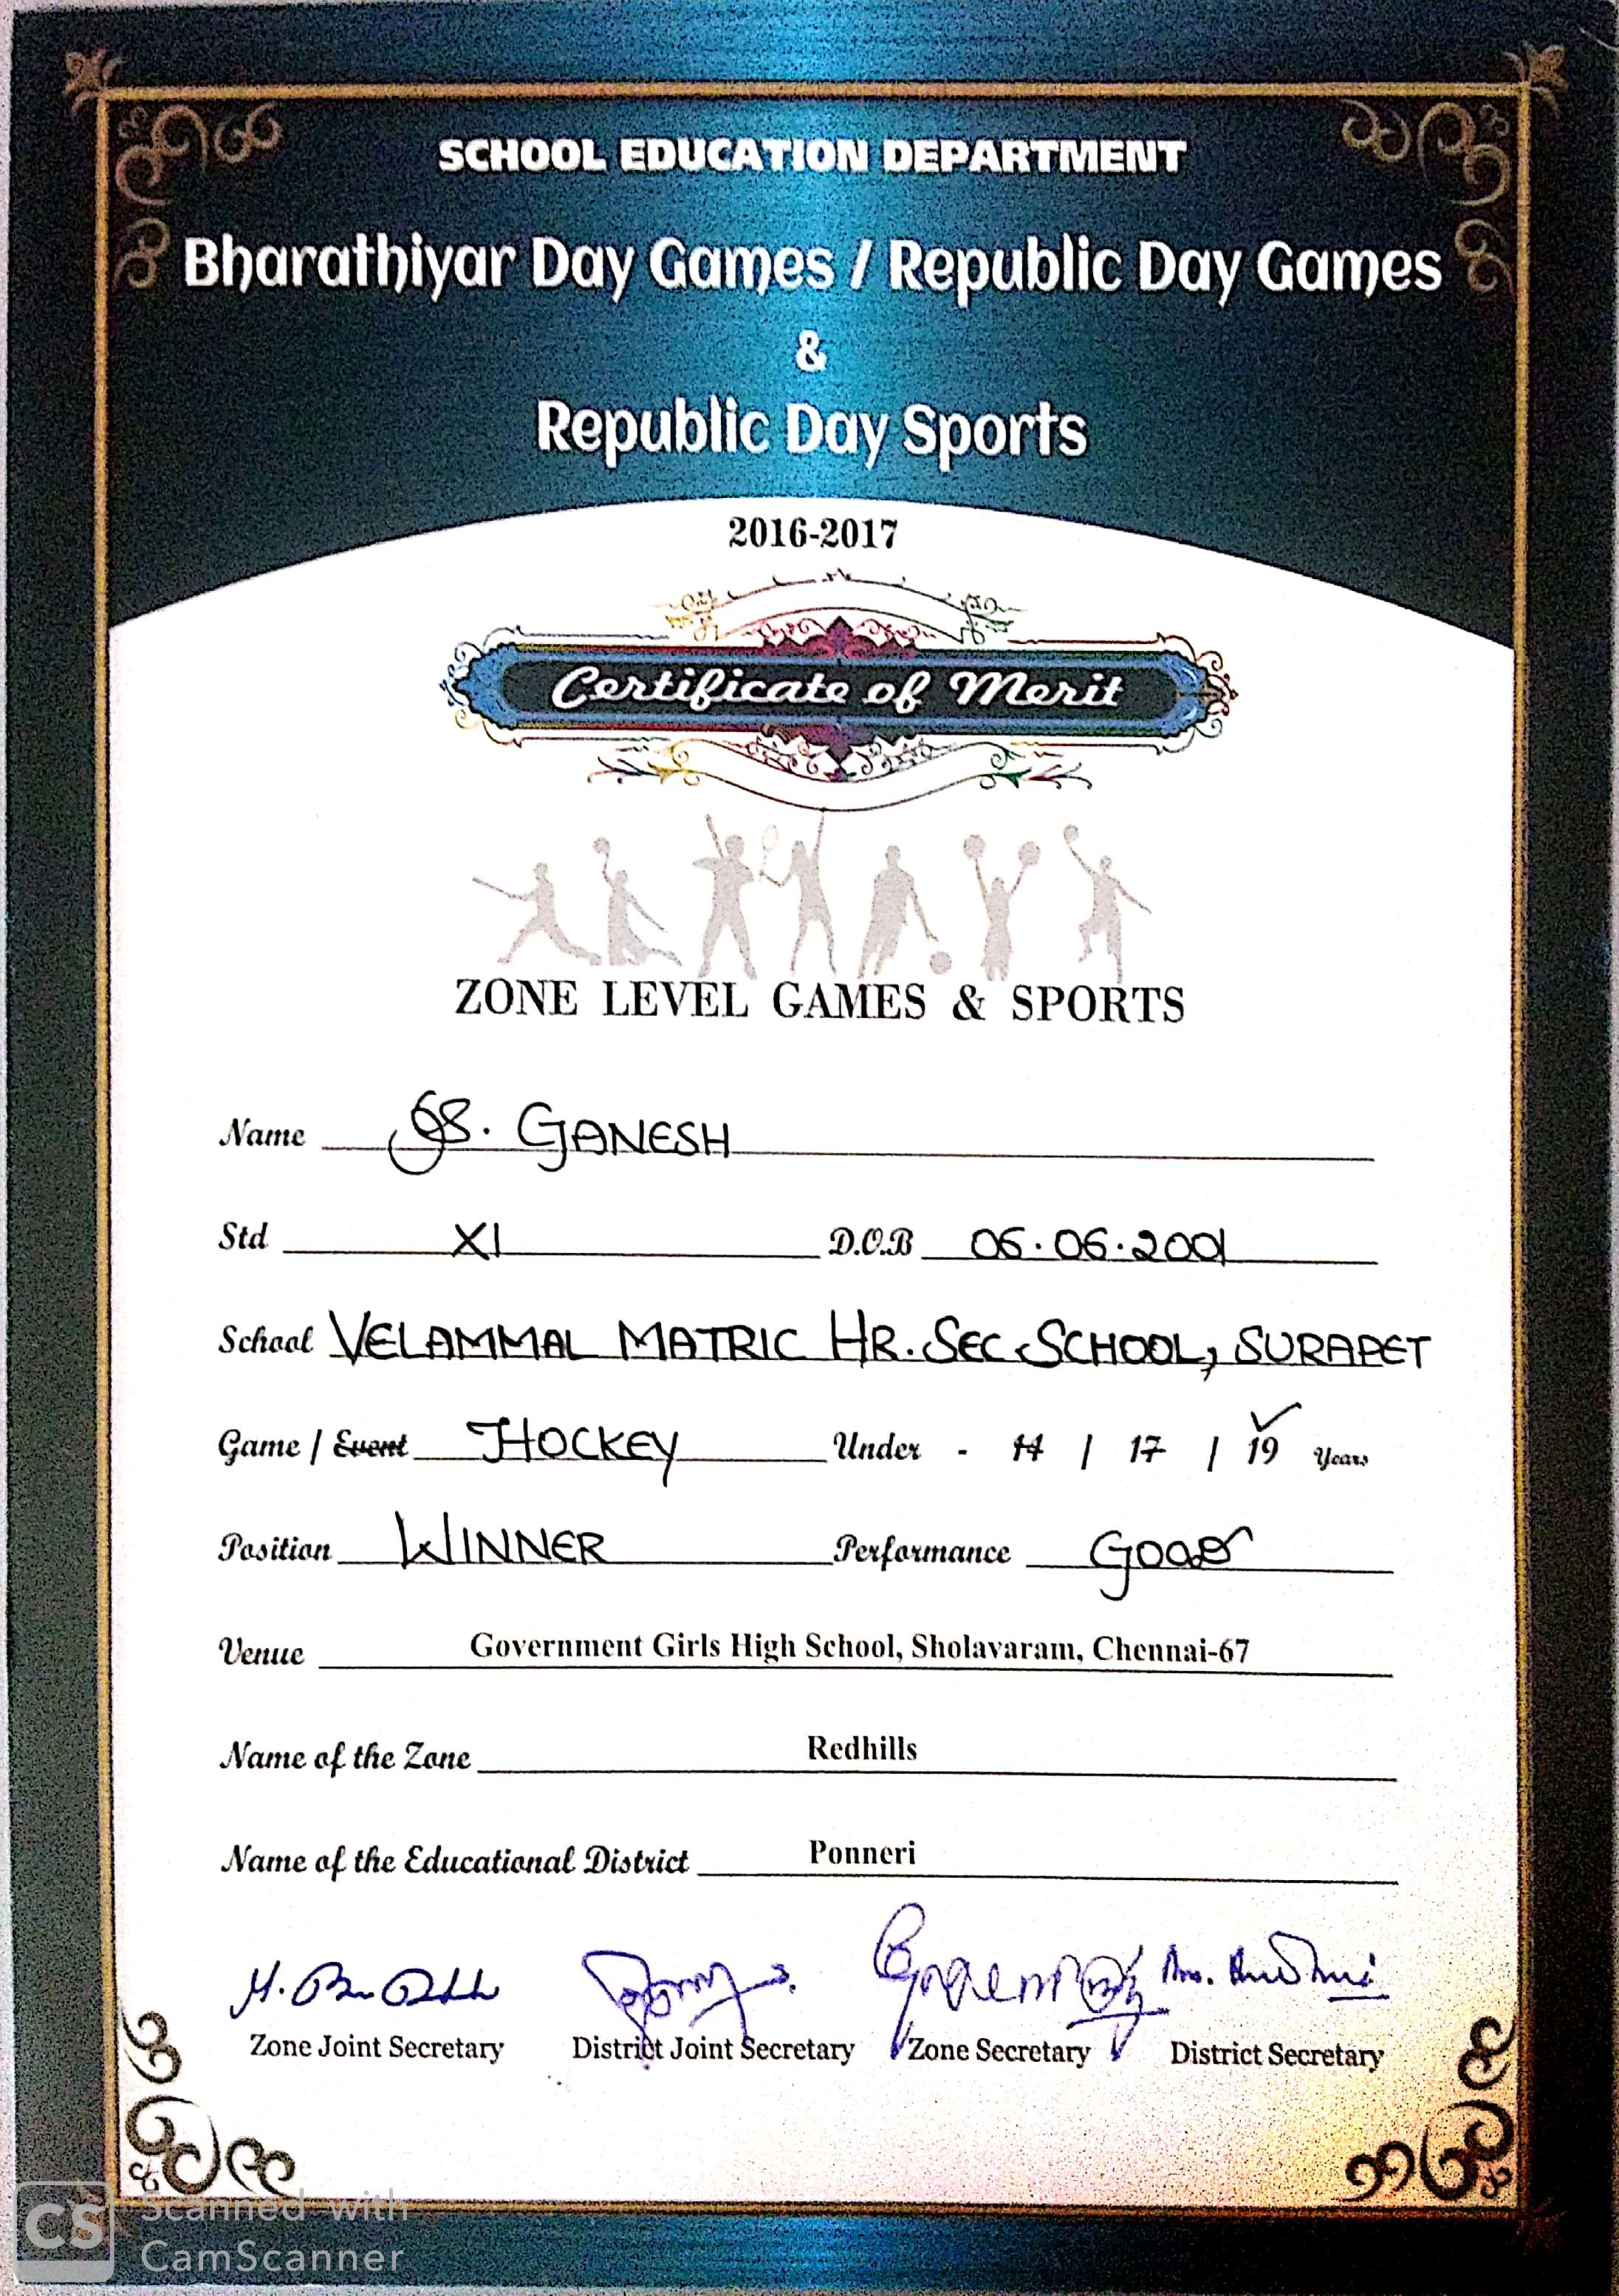 SCHOOL EDUCATION DEPARTMENT
Bharathiyar Day Games / Republic Day Games
&
Republic Day Sports
2016-2017
Certificate of Merit
ZONE LEVEL GAMES & SPORTS
Name GANESH
Std XI D.O.B 06.06.2001
School VELAMMAL MATRIC HR.SEC.SCHOOL, SURAPET
Game / Event HOCKEY Under - 14 / 17 / 19 Years
Position WINNER Performance GOOD
Venue Government Girls High School, Sholavaram, Chennai-67
Name of the Zone Redhills
Name of the Educational District Ponneri
Zone Joint Secretary District Joint Secretary Zone Secretary District Secretary
CS Scanned with
CamScanner